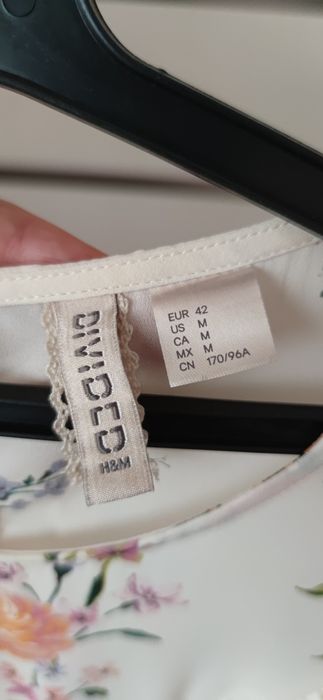 DIVIDED
H&M
EUR 42
US M
CA M
MX M
CN 170/96A